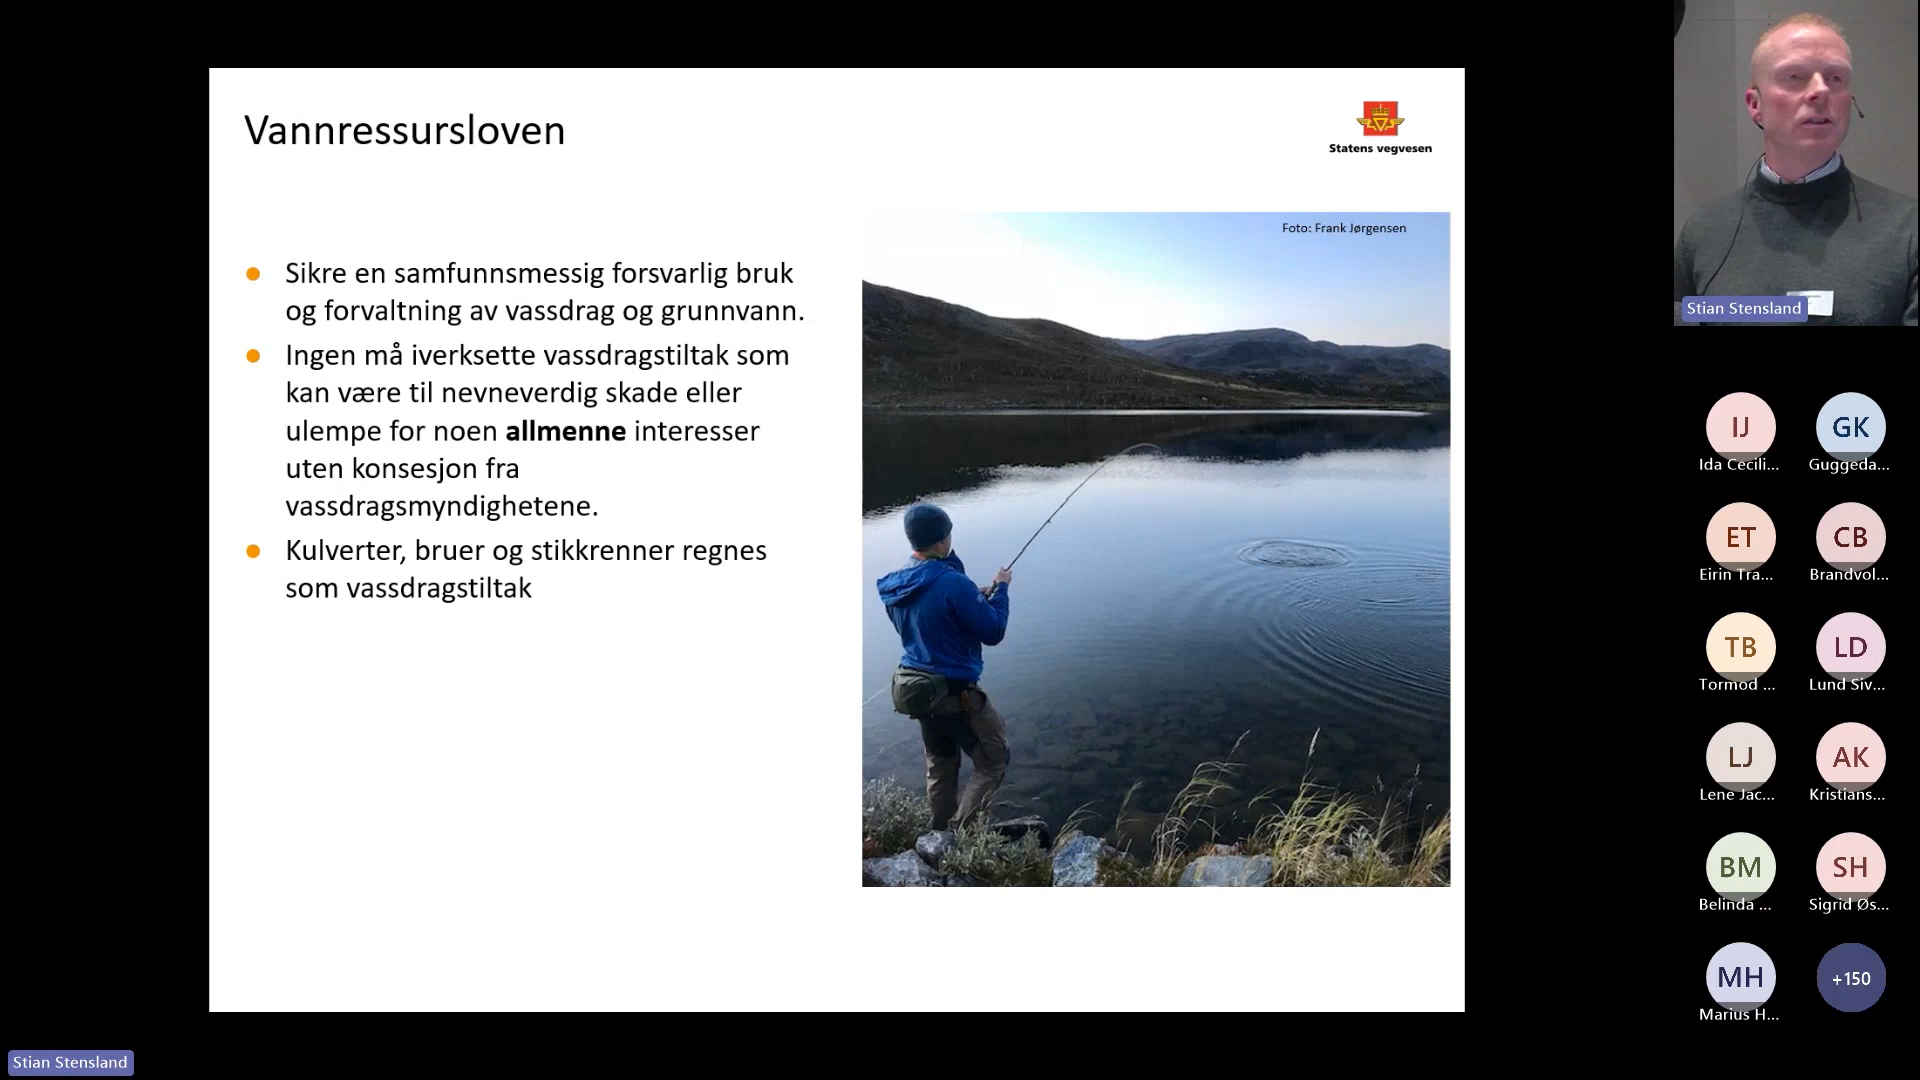 Vannressursloven
Statens vegvesen
Foto: Frank Jørgensen
Sikre en samfunnsmessig forsvarlig bruk
og forvaltning av vassdrag og grunnvann.
Ingen må iverksette vassdragstiltak som
kan være til nevneverdig skade eller
ulempe for noen allmenne interesser
uten konsesjon fra
vassdragsmyndighetene.
Kulverter, bruer og stikkrenner regnes
som vassdragstiltak
Stian Stensland
IJ
Ida Cecili...
GK
Guggeda...
ET
Eirin Tra...
CB
Brandvol...
TB
Tormod ...
LD
Lund Siv...
LJ
Lene Jac...
AK
Kristians...
BM
Belinda ...
SH
Sigrid Øs...
MH
Marius H...
+150
Stian Stensland